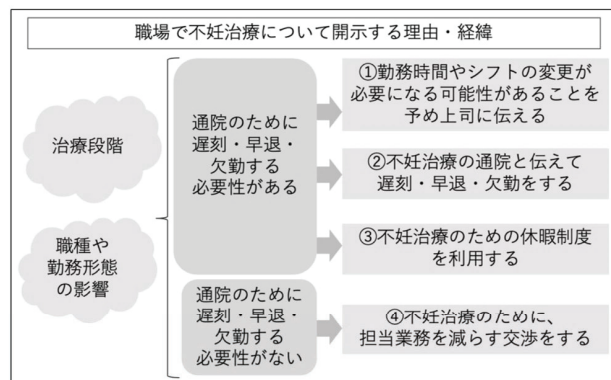 職場で不妊治療について開示する理由・経緯
治療段階
職種や
勤務形態
の影響
通院のために
遅刻・早退・
欠勤する
必要性がある
①勤務時間やシフトの変更が
必要になる可能性があることを
予め上司に伝える
②不妊治療の通院と伝えて
遅刻・早退・欠勤をする
③不妊治療のための休暇制度
を利用する
通院のために
遅刻・早退・
欠勤する
必要性がない
④不妊治療のために、
担当業務を減らす交渉をする